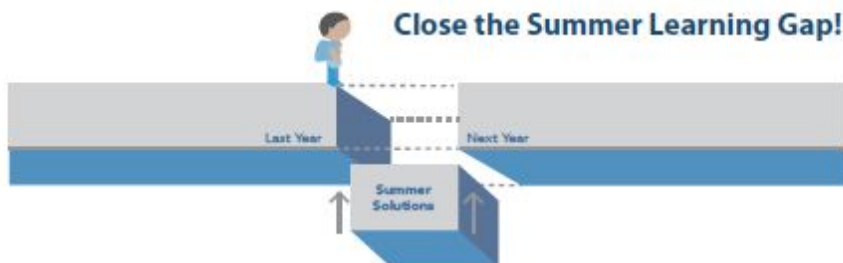 Close the Summer Learning Gap!
Last Year
Next Year
Summer
Solutions